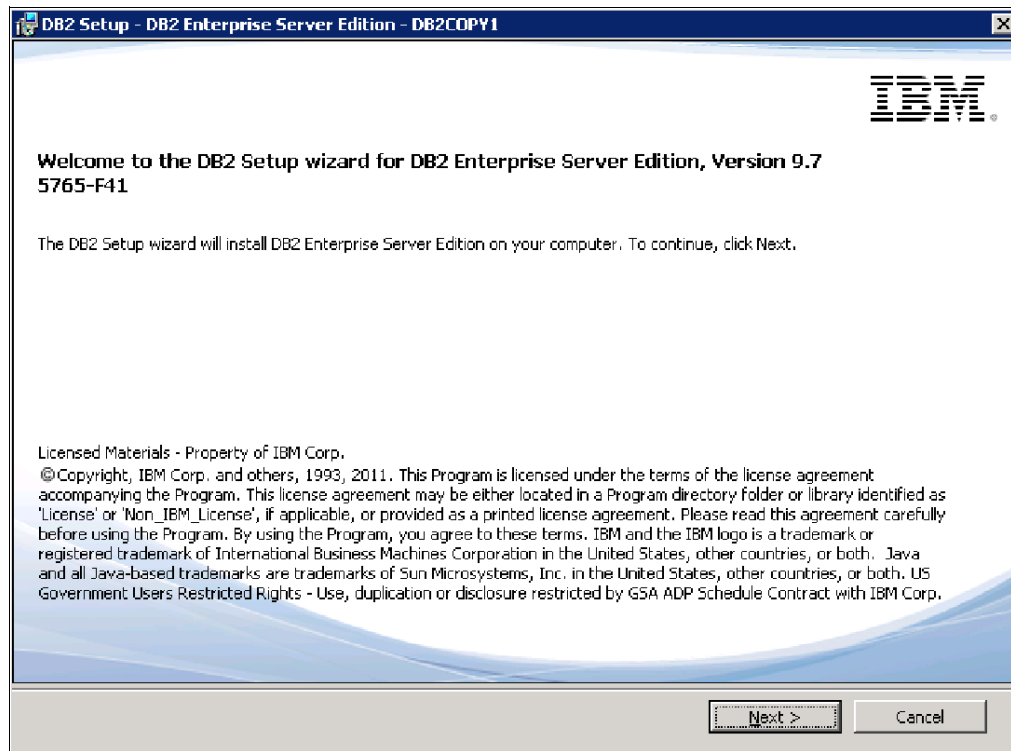 DB2 Setup - DB2 Enterprise Server Edition - DB2COPY1
IBM
Welcome to the DB2 Setup wizard for DB2 Enterprise Server Edition, Version 9.7
5765-F41
The DB2 Setup wizard will install DB2 Enterprise Server Edition on your computer. To continue, click Next.
Licensed Materials - Property of IBM Corp.
©Copyright, IBM Corp. and others, 1993, 2011. This Program is licensed under the terms of the license agreement
accompanying the Program. This license agreement may be either located in a Program directory folder or library identified as
'License' or 'Non_IBM_License', if applicable, or provided as a printed license agreement. Please read this agreement carefully
before using the Program. By using the Program, you agree to these terms. IBM and the IBM logo is a trademark or
registered trademark of International Business Machines Corporation in the United States, other countries, or both. Java
and all Java-based trademarks are trademarks of Sun Microsystems, Inc. in the United States, other countries, or both. US
Government Users Restricted Rights - Use, duplication or disclosure restricted by GSA ADP Schedule Contract with IBM Corp.
Next >
Cancel